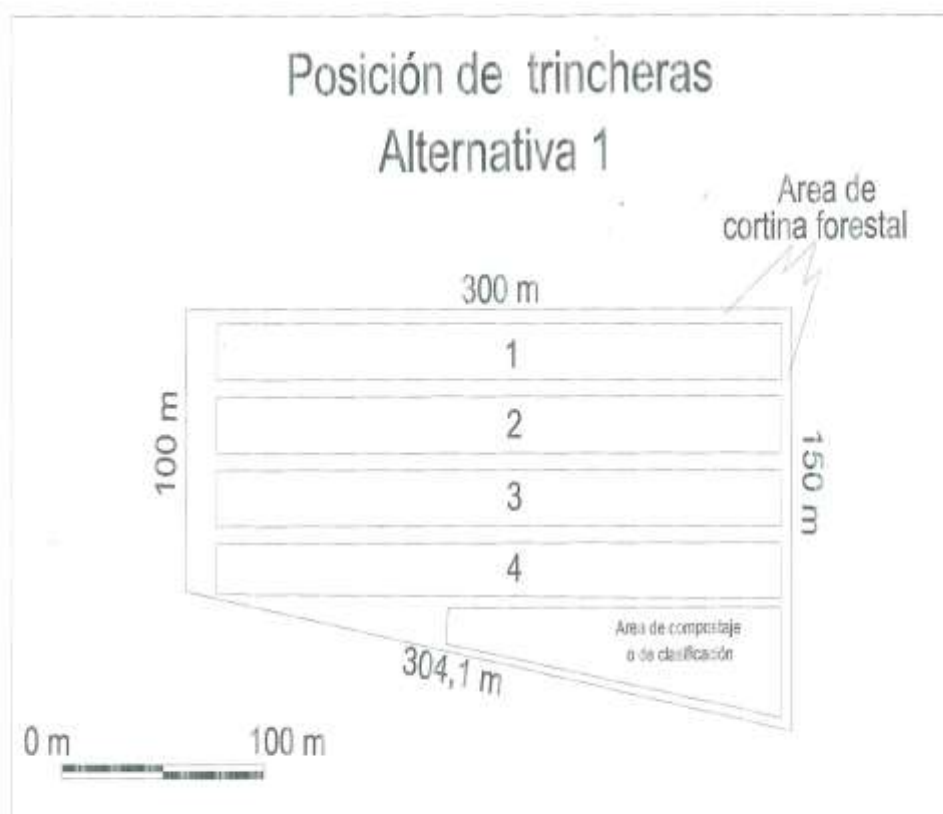 Posición de trincheras
Alternativa 1
Area de
cortina forestal
300 m
1
100 m
2
150 m
3
4
Area de compostaje
o de clasificación
304,1 m
0 m
100 m